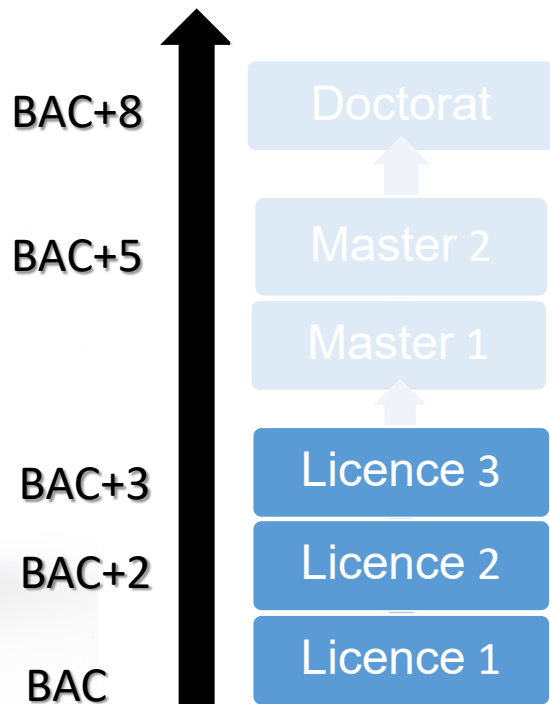 BAC+8
Doctorat
BAC+5
Master 2
Master 1
BAC+3
Licence 3
BAC+2
Licence 2
BAC
Licence 1